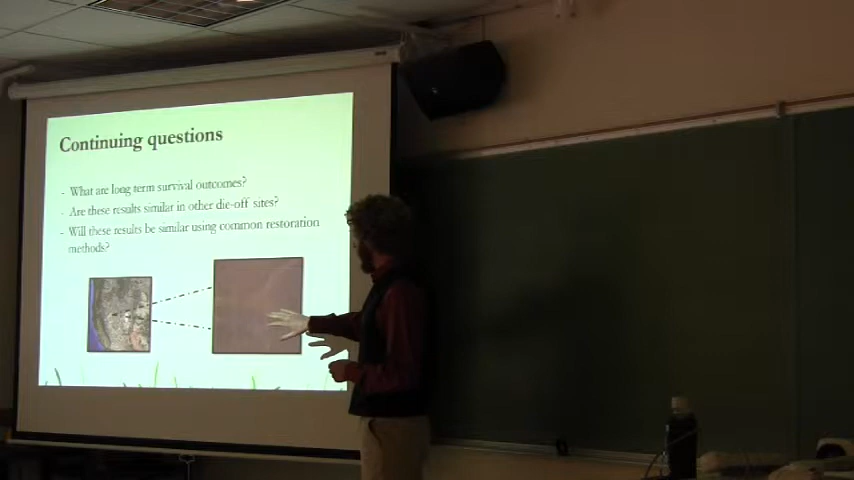 Continuing questions
- What are long term survival outcomes?
- Are these results similar in other die-off sites?
- Will these results be similar using common restoration
methods?